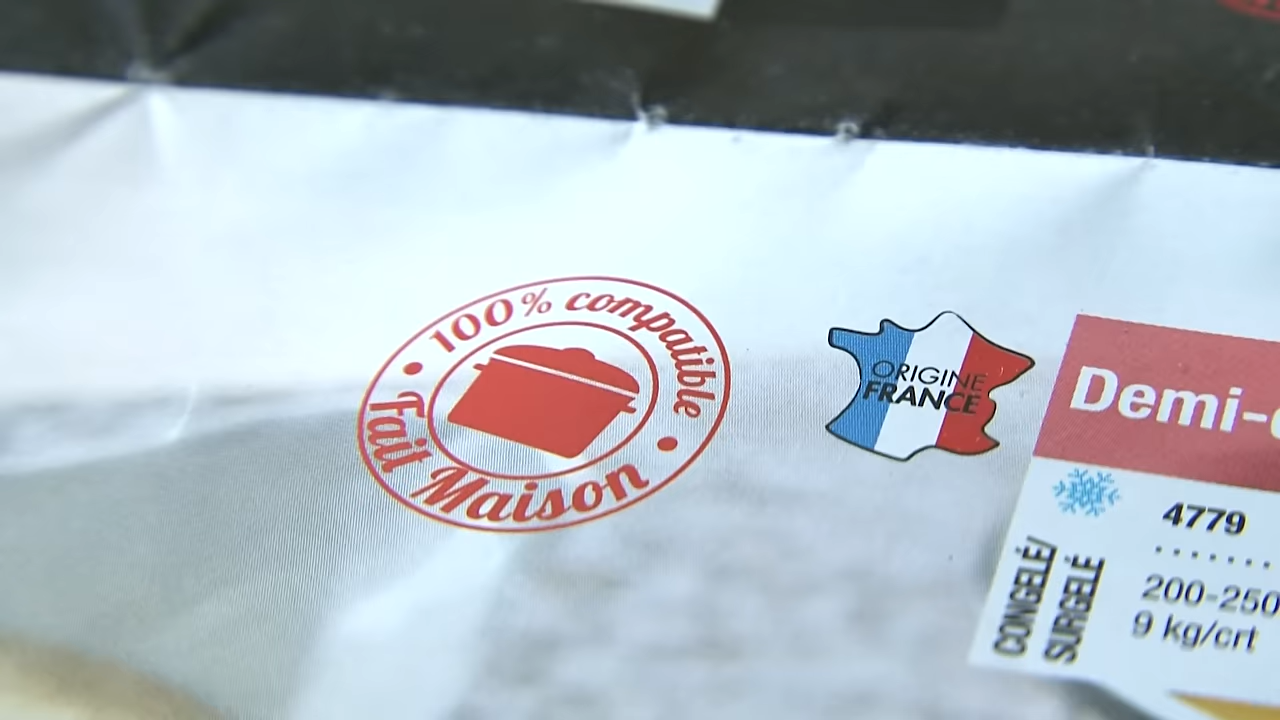 100% compatible
Fait Maison
ORIGINE
FRANCE
Demi-
4779
CONGELÉ/
SURGELÉ
200-250
9 kg/crt